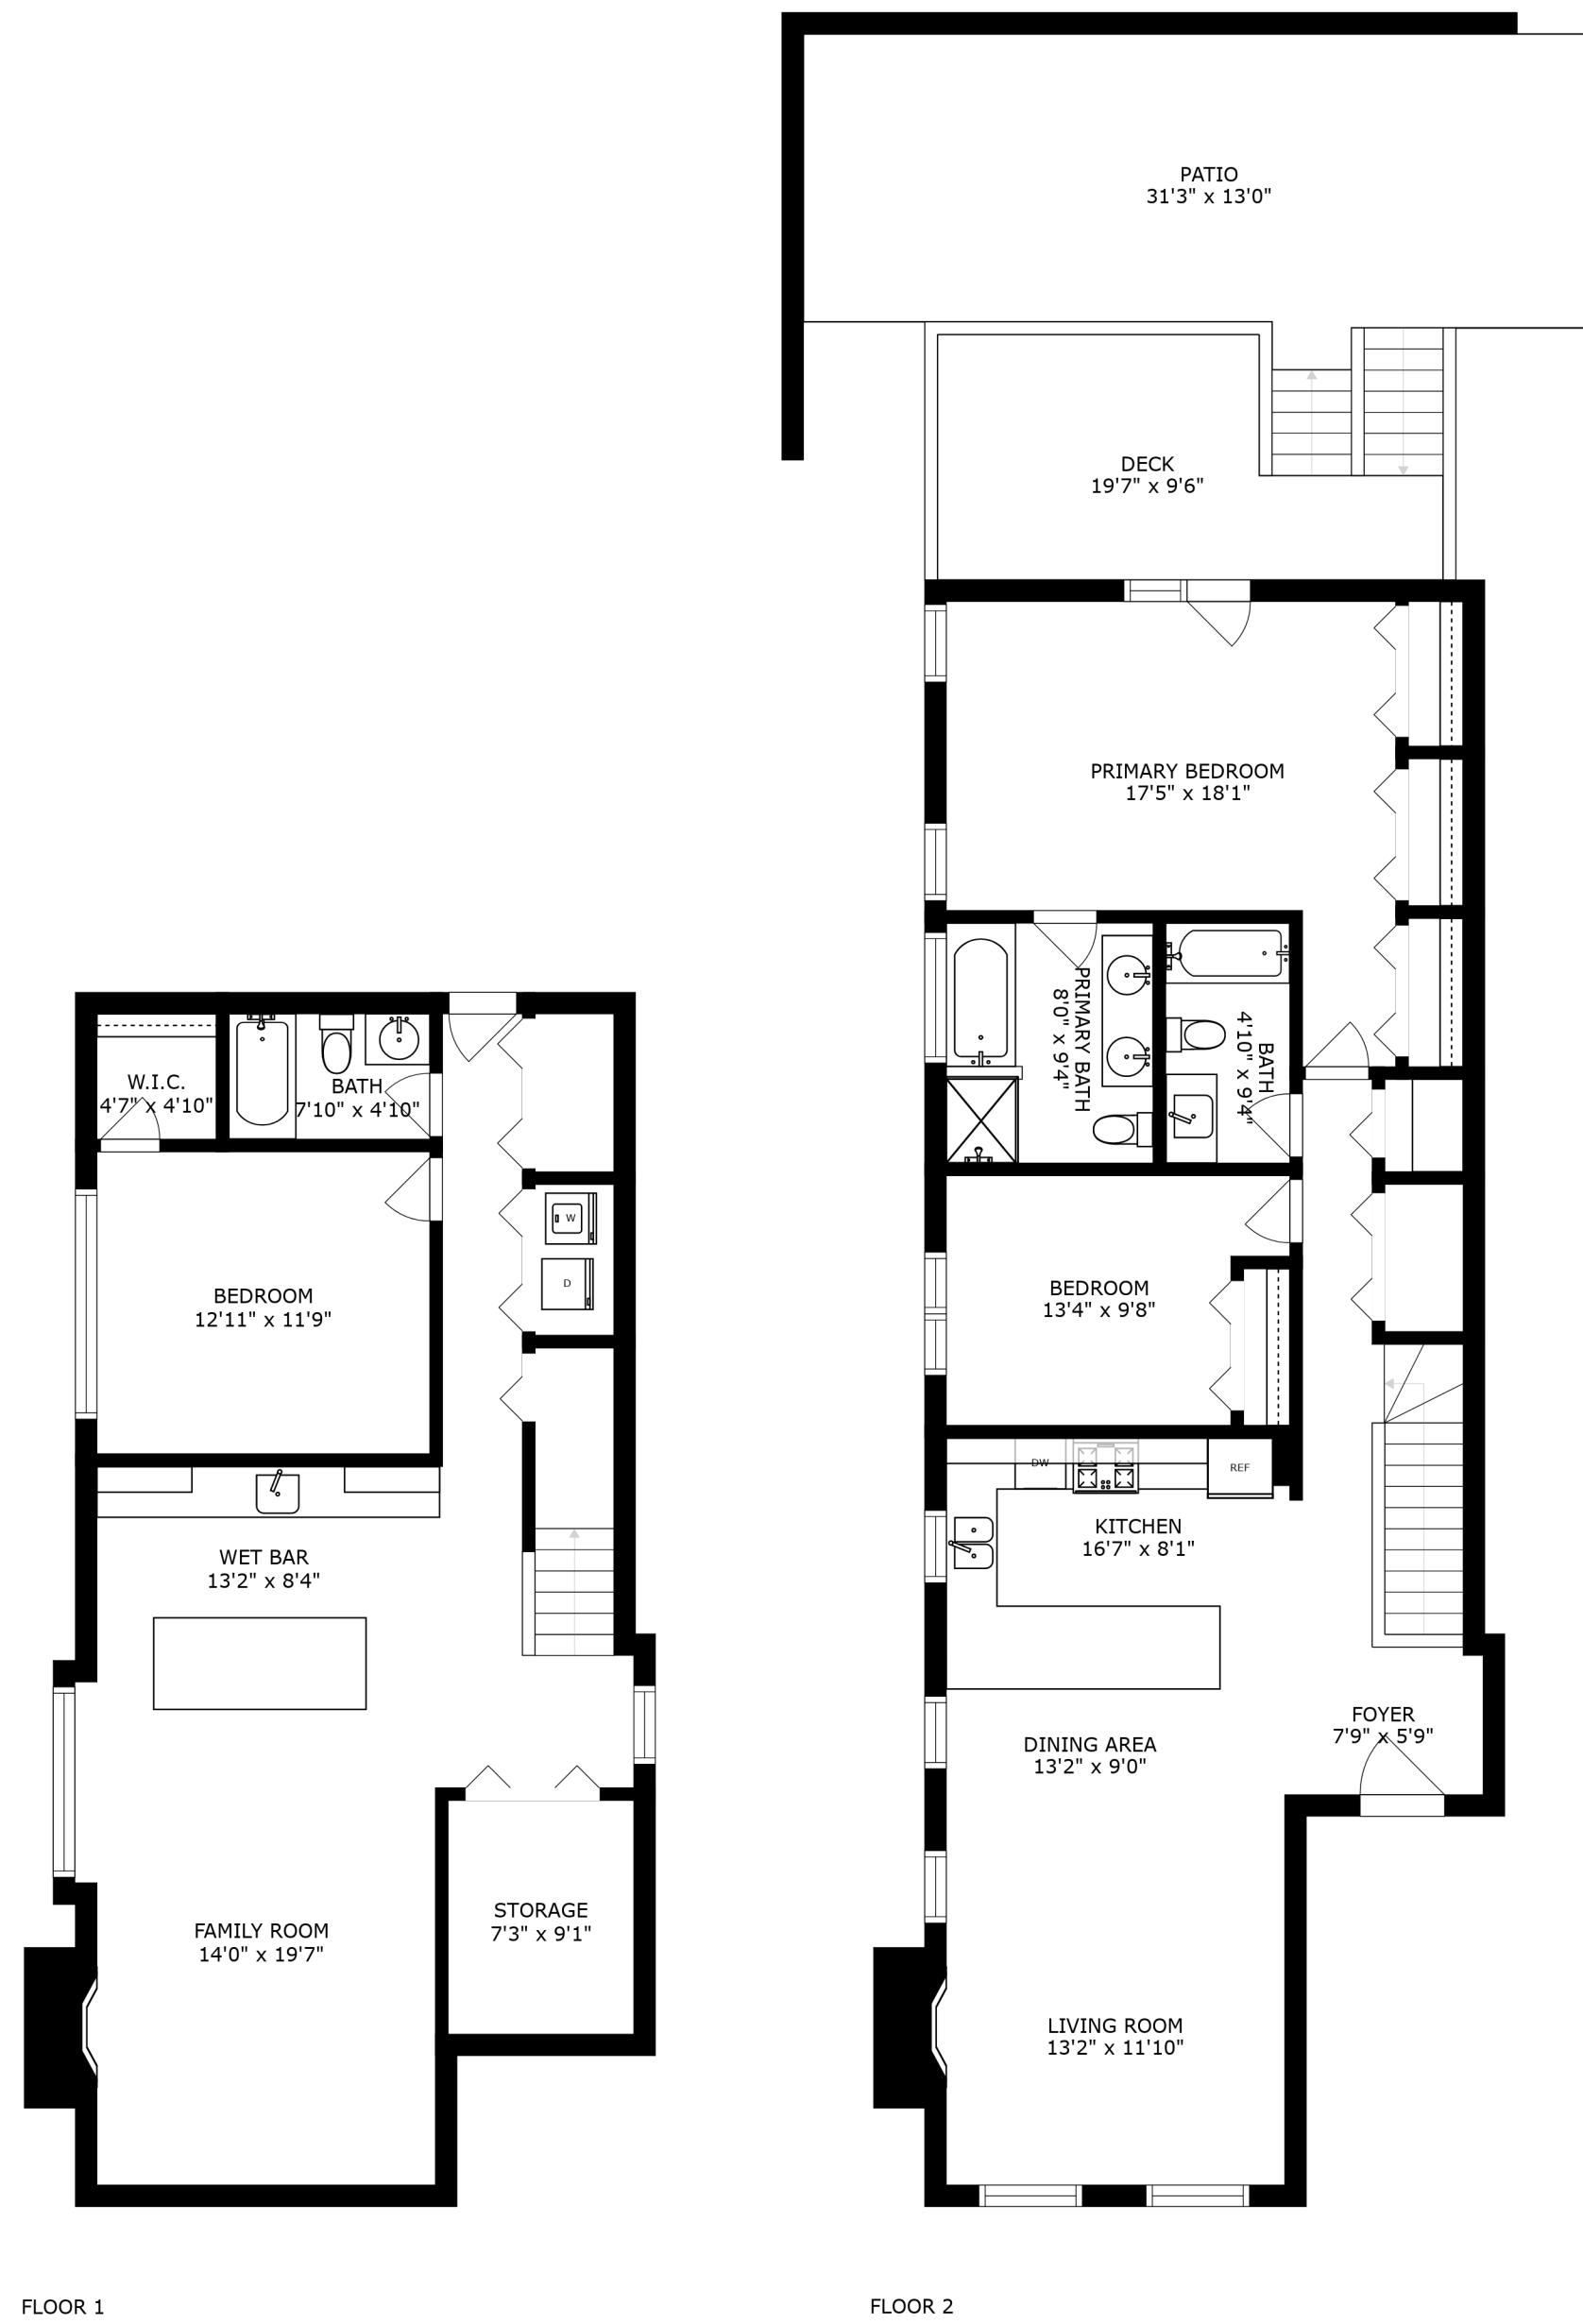 PATIO
31'3" x 13'0"
DECK
19'7" x 9'6"
PRIMARY BEDROOM
17'5" x 18'1"
PRIMARY BATH
8'0" x 9'4"
BATH
4'10" x 9'4"
W.I.C.
4'7" x 4'10"
BATH
7'10" x 4'10"
W
D
BEDROOM
12'11" x 11'9"
BEDROOM
13'4" x 9'8"
DW
REF
KITCHEN
16'7" x 8'1"
WET BAR
13'2" x 8'4"
FOYER
7'9" x 5'9"
DINING AREA
13'2" x 9'0"
STORAGE
7'3" x 9'1"
FAMILY ROOM
14'0" x 19'7"
LIVING ROOM
13'2" x 11'10"
FLOOR 1
FLOOR 2